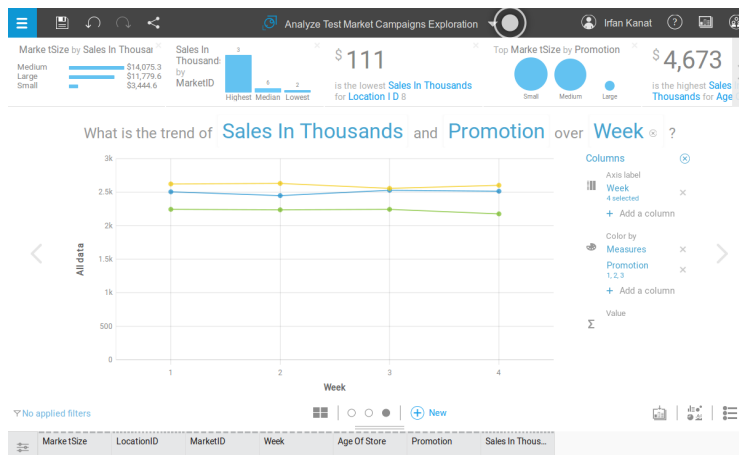 Analyze Test Market Campaigns Exploration
Irfan Kanat
Marke tSize by Sales In Thousar
Medium $14,075.3
Large $11,779.6
Small $3,444.6
Sales In
Thousand:
by
MarketID
3
8
2
Highest Median Lowest
$ 111
is the lowest Sales In Thousands
for Location I D 8
Top Marke tSize by Promotion
Small Medium Large
$ 4,673
is the highest Sales
Thousands for Age
What is the trend of Sales In Thousands and Promotion over Week ?
Columns
Axis label
Week
4 selected
+ Add a column
Color by
Measures
Promotion
1, 2, 3
+ Add a column
Value
Σ
All data
3k
2.5k
2k
1.5k
1k
500
0
1 2 3 4
Week
No applied filters
+ New
Marke tSize LocationID MarketID Week Age Of Store Promotion Sales In Thous...